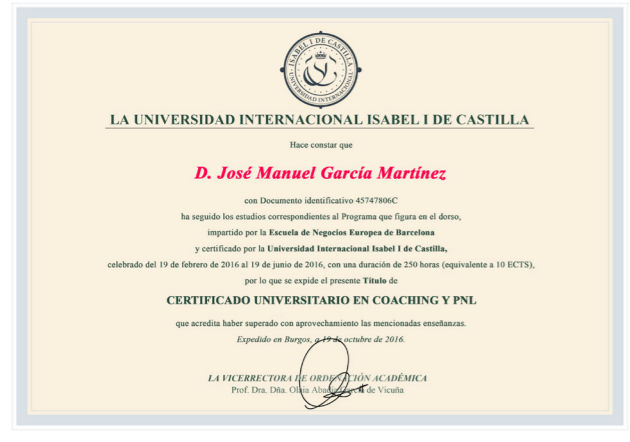 ISABEL I DE CASTILLA
UNIVERSIDAD INTERNACIONAL
LA UNIVERSIDAD INTERNACIONAL ISABEL I DE CASTILLA
Hace constar que
D. José Manuel García Martínez
con Documento identificativo 45747806C
ha seguido los estudios correspondientes al Programa que figura en el dorso,
impartido por la Escuela de Negocios Europea de Barcelona
y certificado por la Universidad Internacional Isabel I de Castilla,
celebrado del 19 de febrero de 2016 al 19 de junio de 2016, con una duración de 250 horas (equivalente a 10 ECTS),
por lo que se expide el presente Título de
CERTIFICADO UNIVERSITARIO EN COACHING Y PNL
que acredita haber superado con aprovechamiento las mencionadas enseñanzas.
Expedido en Burgos, a 19 de octubre de 2016.
LA VICERRECTORA DE ORDENACIÓN ACADÉMICA
Prof. Dra. Dña. Olaia Abadía García de Vicuña